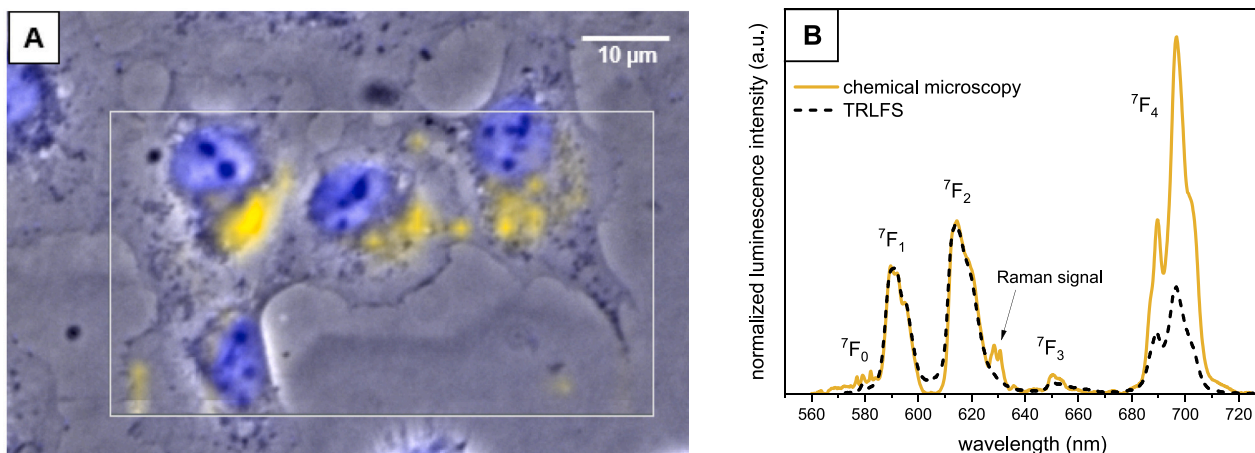 A
10 µm
B
normalized luminescence intensity (a.u.)
chemical microscopy
TRLFS
⁷F₀
⁷F₁
⁷F₂
Raman signal
⁷F₃
⁷F₄
560 580 600 620 640 660 680 700 720
wavelength (nm)